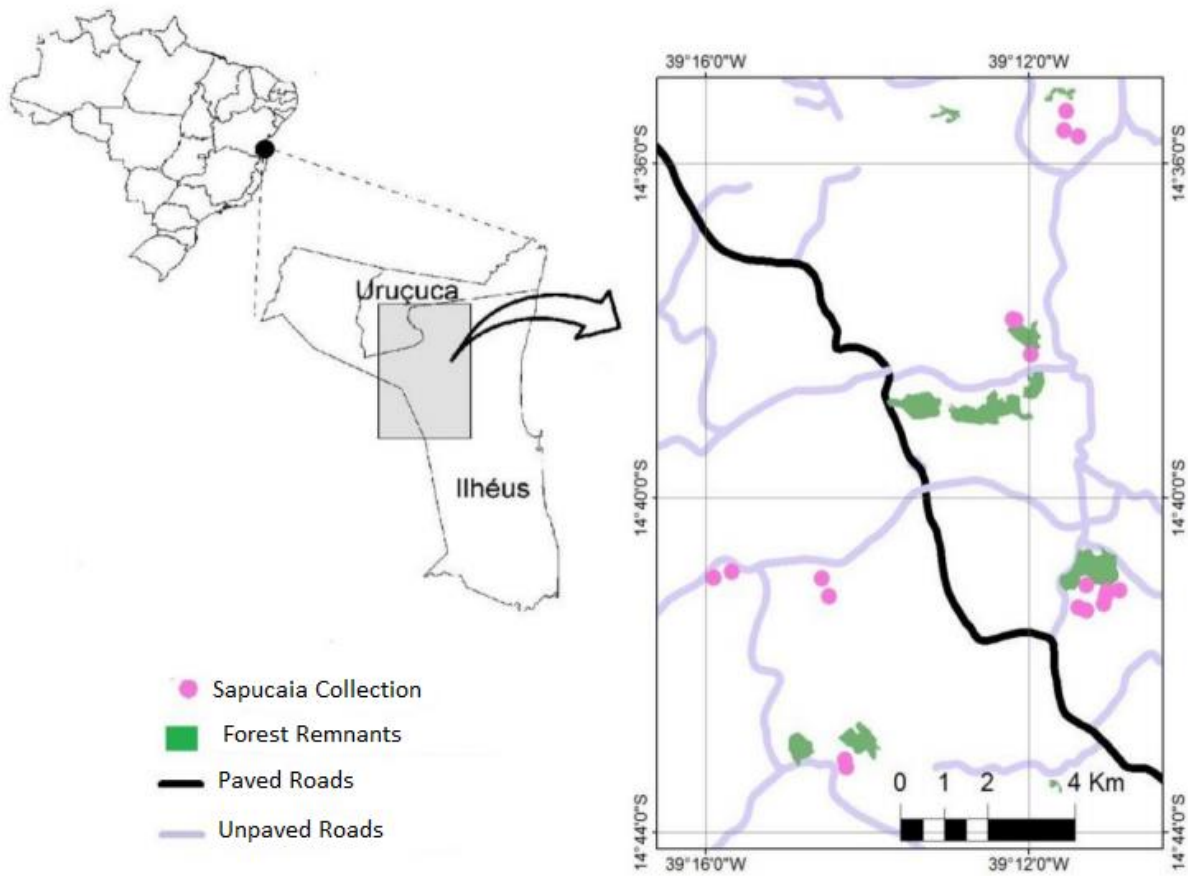 Uruçuca
Ilhéus
Sapucaia Collection
Forest Remnants
Paved Roads
Unpaved Roads
39°16'0"W
39°12'0"W
14°36'0"S
14°36'0"S
14°40'0"S
14°40'0"S
14°44'0"S
14°44'0"S
0 1 2 4 Km
39°16'0"W
39°12'0"W